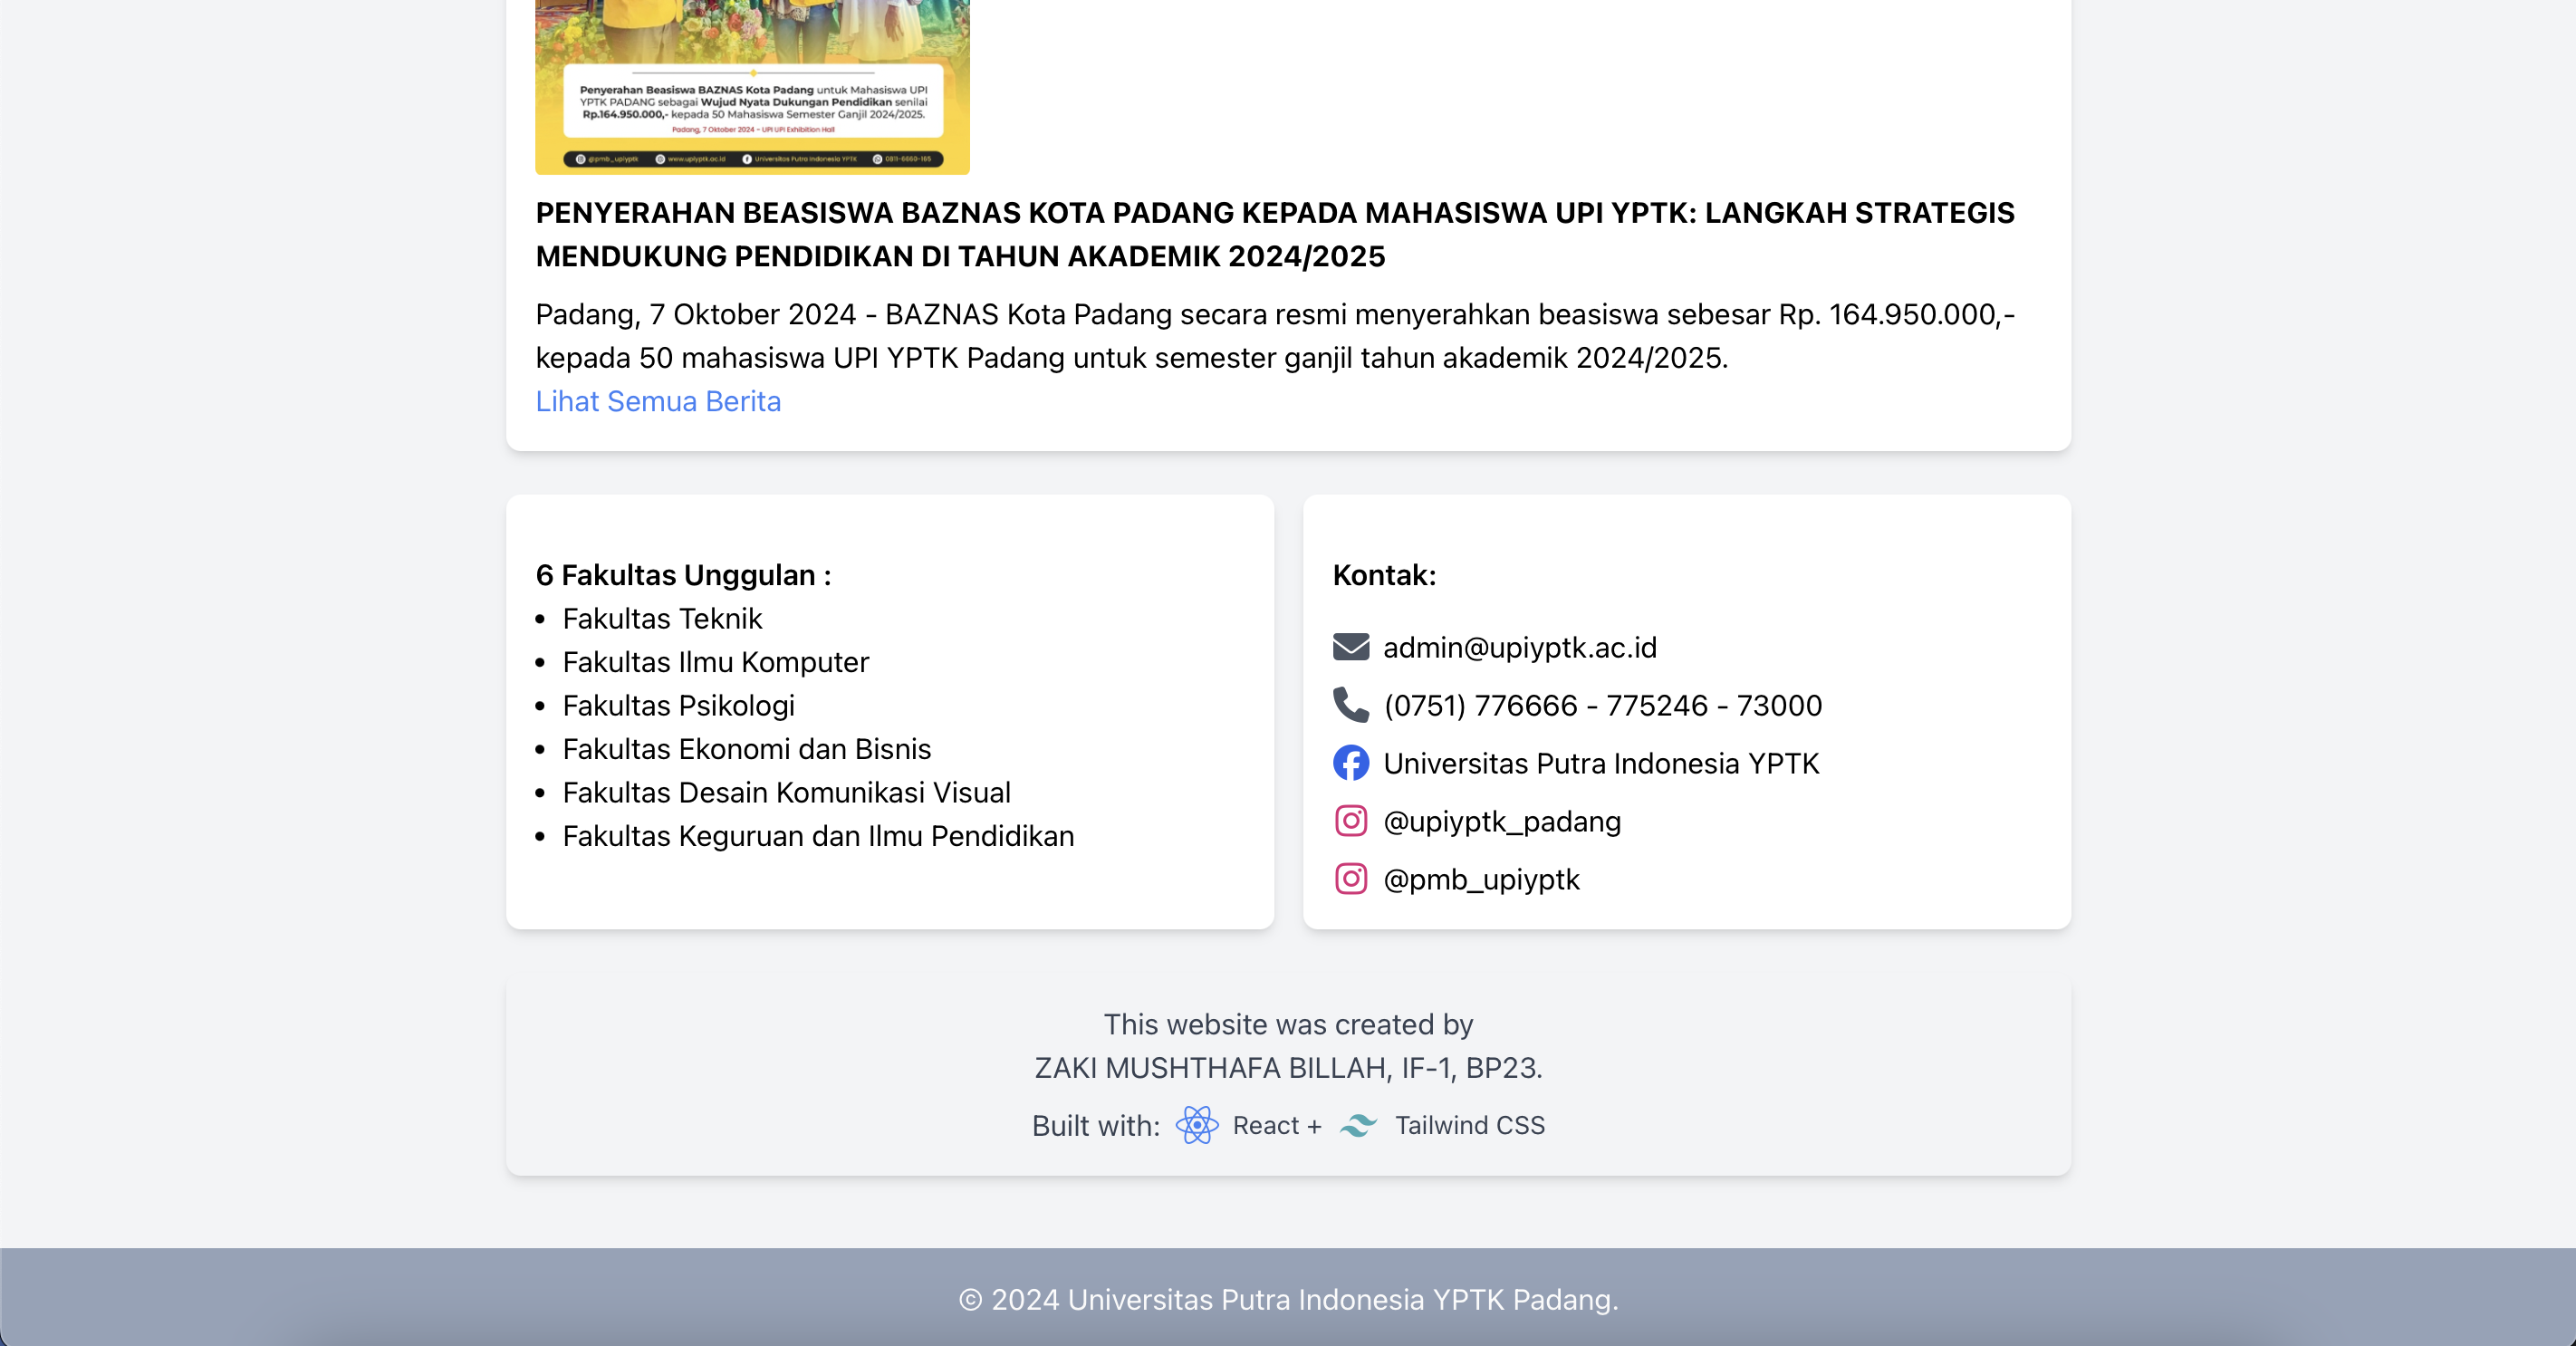 Penyerahan Beasiswa BAZNAS Kota Padang untuk Mahasiswa UPI
YPTK PADANG sebagai Wujud Nyata Dukungan Pendidikan senilai
Rp.164.950.000,- kepada 50 Mahasiswa Semester Ganjil 2024/2025.
Padang, 7 Oktober 2024 - UPI UPI Exhibition Hall
@pmb_upiyptk www.upiyptk.ac.id Universitas Putra Indonesia YPTK 0811-6660-165
PENYERAHAN BEASISWA BAZNAS KOTA PADANG KEPADA MAHASISWA UPI YPTK: LANGKAH STRATEGIS
MENDUKUNG PENDIDIKAN DI TAHUN AKADEMIK 2024/2025
Padang, 7 Oktober 2024 - BAZNAS Kota Padang secara resmi menyerahkan beasiswa sebesar Rp. 164.950.000,-
kepada 50 mahasiswa UPI YPTK Padang untuk semester ganjil tahun akademik 2024/2025.
Lihat Semua Berita
6 Fakultas Unggulan :
• Fakultas Teknik
• Fakultas Ilmu Komputer
• Fakultas Psikologi
• Fakultas Ekonomi dan Bisnis
• Fakultas Desain Komunikasi Visual
• Fakultas Keguruan dan Ilmu Pendidikan
Kontak:
admin@upiyptk.ac.id
(0751) 776666 - 775246 - 73000
Universitas Putra Indonesia YPTK
@upiyptk_padang
@pmb_upiyptk
This website was created by
ZAKI MUSHTHAFA BILLAH, IF-1, BP23.
Built with: React + Tailwind CSS
© 2024 Universitas Putra Indonesia YPTK Padang.